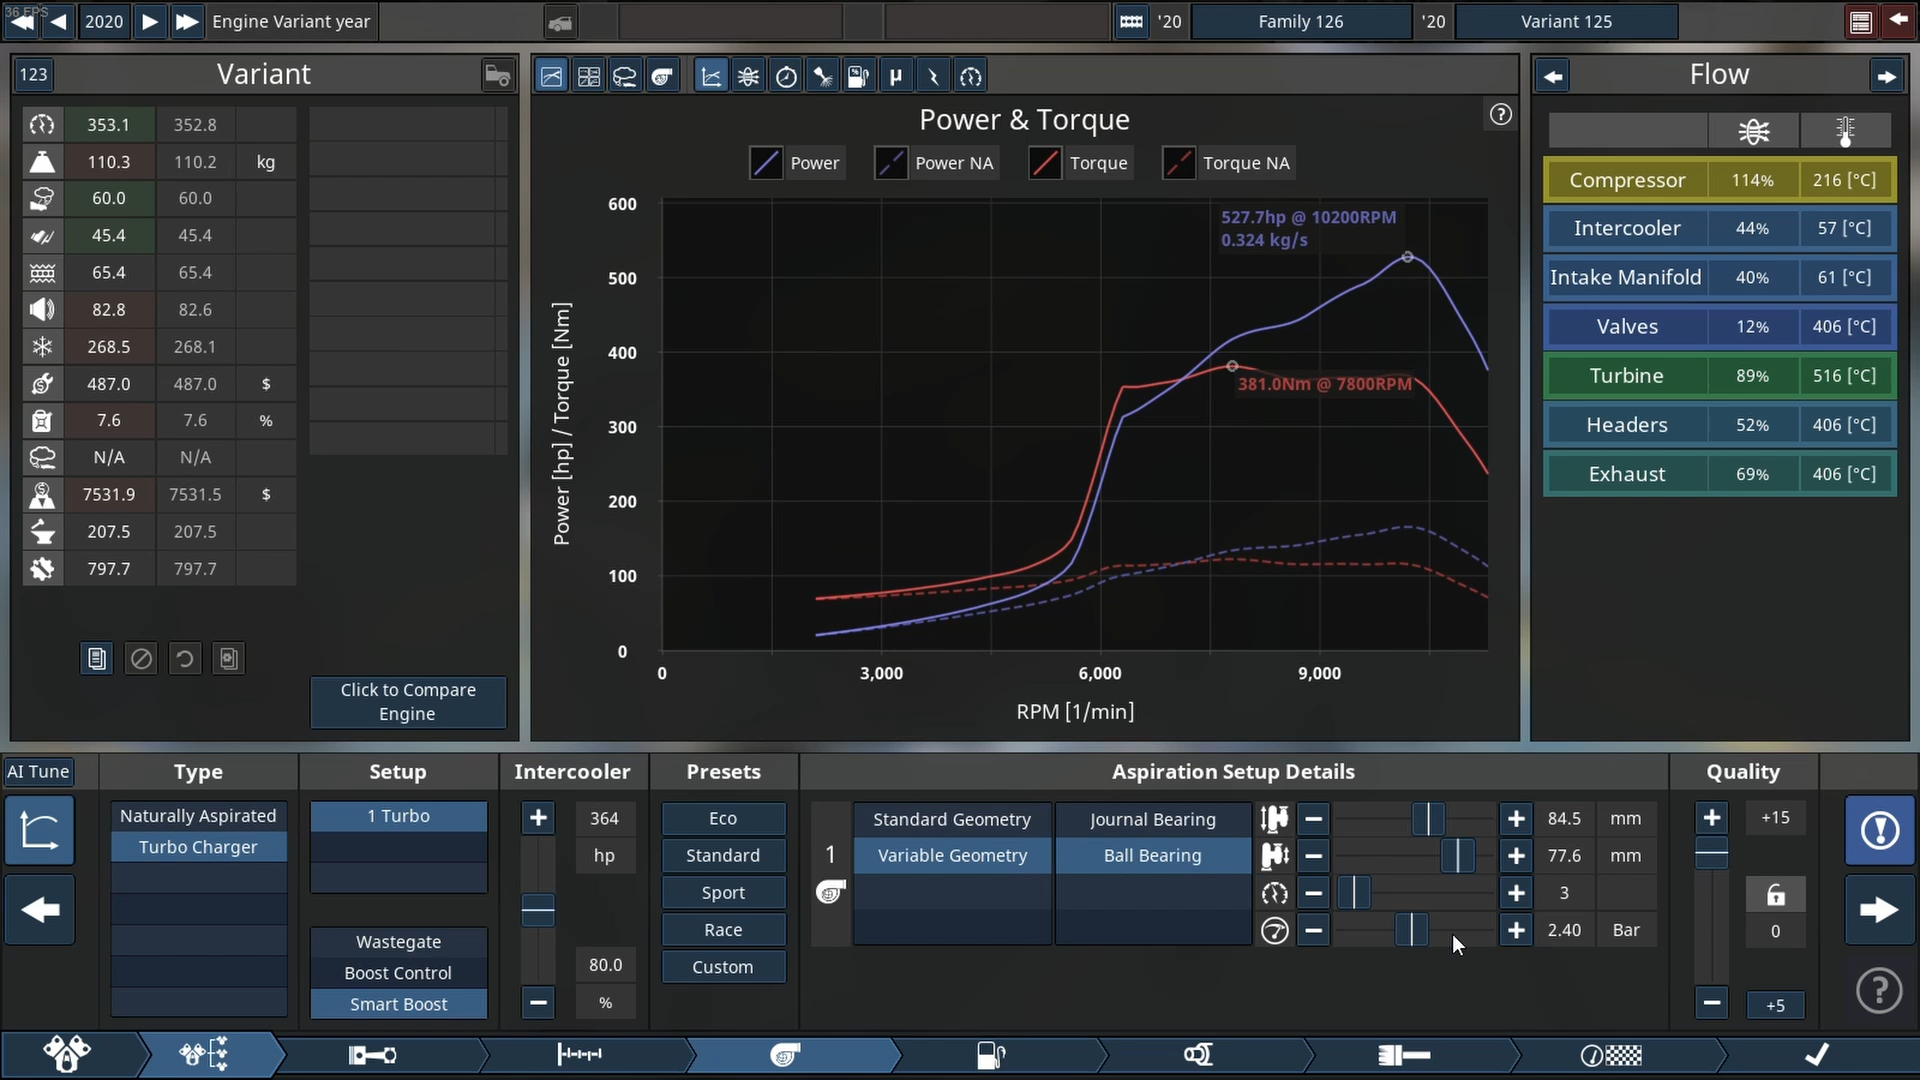 36 FPS
2020
Engine Variant year
'20
Family 126
'20
Variant 125
123
Variant
353.1 352.8
110.3 110.2 kg
60.0 60.0
45.4 45.4
65.4 65.4
82.8 82.6
268.5 268.1
487.0 487.0 $
7.6 7.6 %
N/A N/A
7531.9 7531.5 $
207.5 207.5
797.7 797.7
Click to Compare
Engine
μ
Power & Torque
?
Power
Power NA
Torque
Torque NA
Power [hp] / Torque [Nm]
600
500
400
300
200
100
0
527.7hp @ 10200RPM
0.324 kg/s
381.0Nm @ 7800RPM
0 3,000 6,000 9,000
RPM [1/min]
Flow
Compressor 114% 216 [°C]
Intercooler 44% 57 [°C]
Intake Manifold 40% 61 [°C]
Valves 12% 406 [°C]
Turbine 89% 516 [°C]
Headers 52% 406 [°C]
Exhaust 69% 406 [°C]
AI Tune
Type
Naturally Aspirated
Turbo Charger
Setup
1 Turbo
Wastegate
Boost Control
Smart Boost
Intercooler
364
hp
80.0
%
Presets
Eco
Standard
Sport
Race
Custom
Aspiration Setup Details
1
Standard Geometry
Variable Geometry
Journal Bearing
Ball Bearing
84.5 mm
77.6 mm
3
2.40 Bar
Quality
+15
0
+5
?